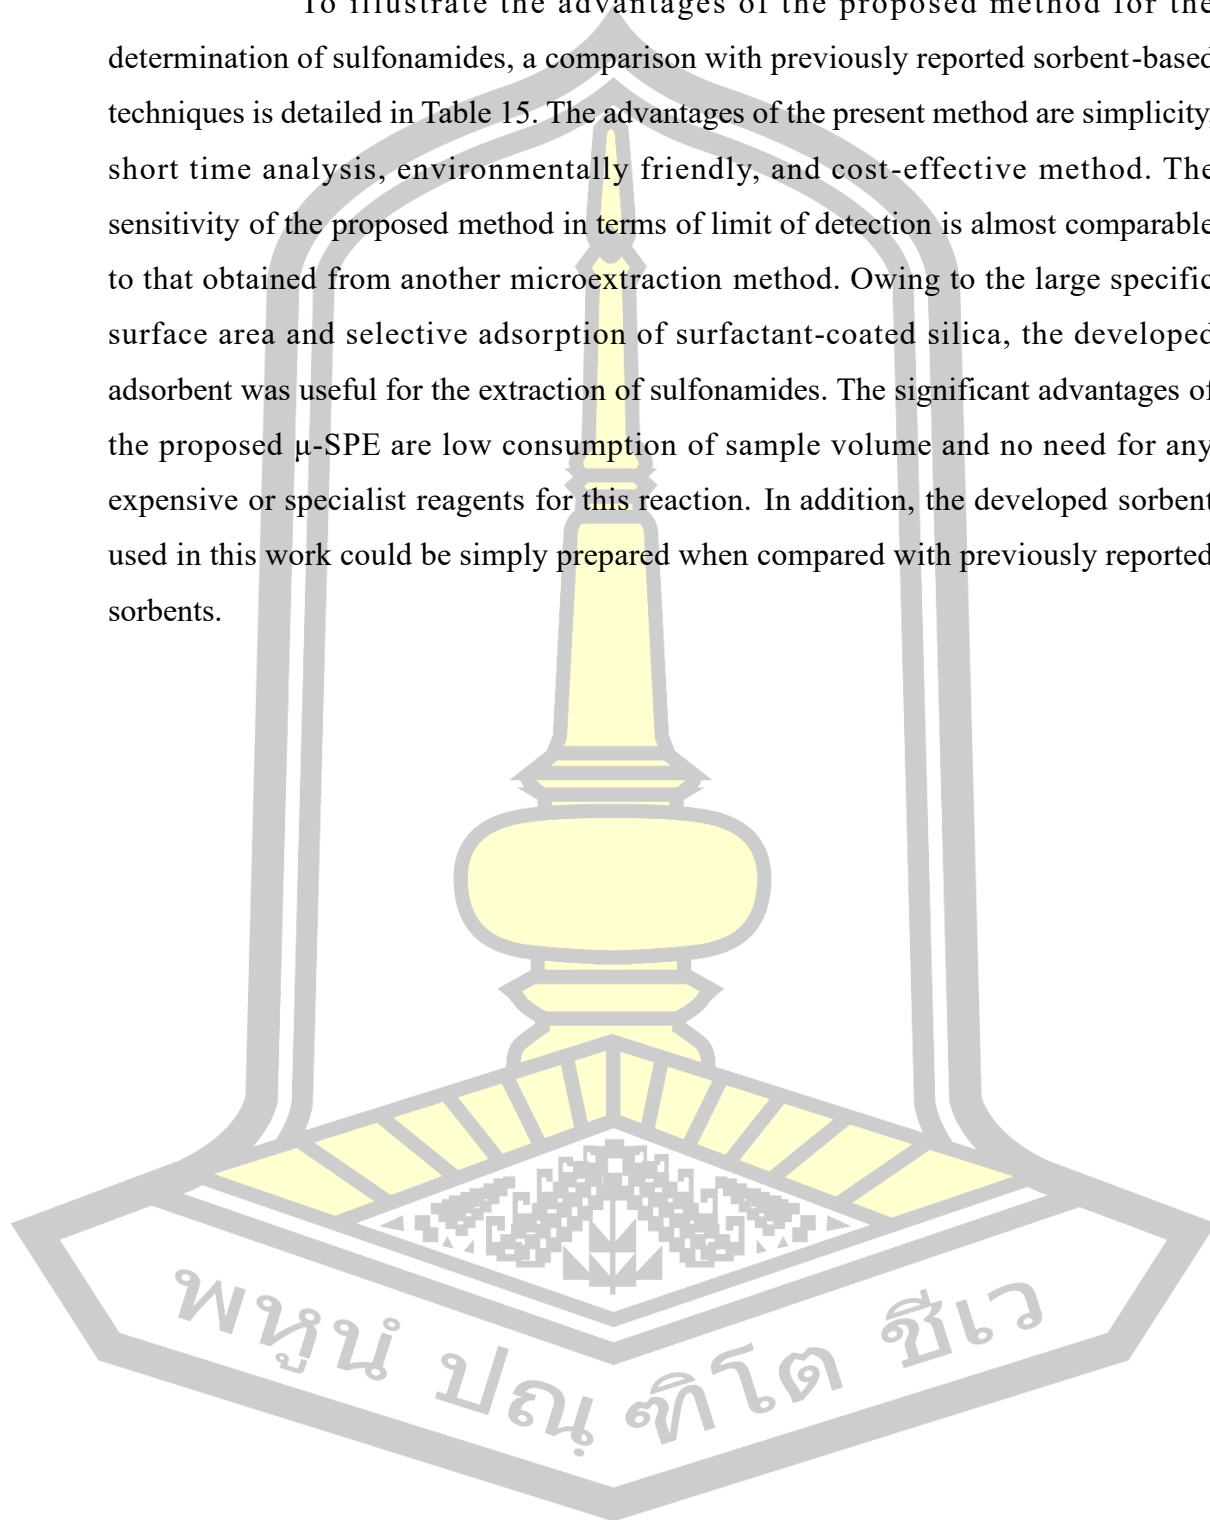 To illustrate the advantages of the proposed method for the
determination of sulfonamides, a comparison with previously reported sorbent-based
techniques is detailed in Table 15. The advantages of the present method are simplicity,
short time analysis, environmentally friendly, and cost-effective method. The
sensitivity of the proposed method in terms of limit of detection is almost comparable
to that obtained from another microextraction method. Owing to the large specific
surface area and selective adsorption of surfactant-coated silica, the developed
adsorbent was useful for the extraction of sulfonamides. The significant advantages of
the proposed μ-SPE are low consumption of sample volume and no need for any
expensive or specialist reagents for this reaction. In addition, the developed sorbent
used in this work could be simply prepared when compared with previously reported
sorbents.
พหูนํ ปณฺฑิโต ชีเว